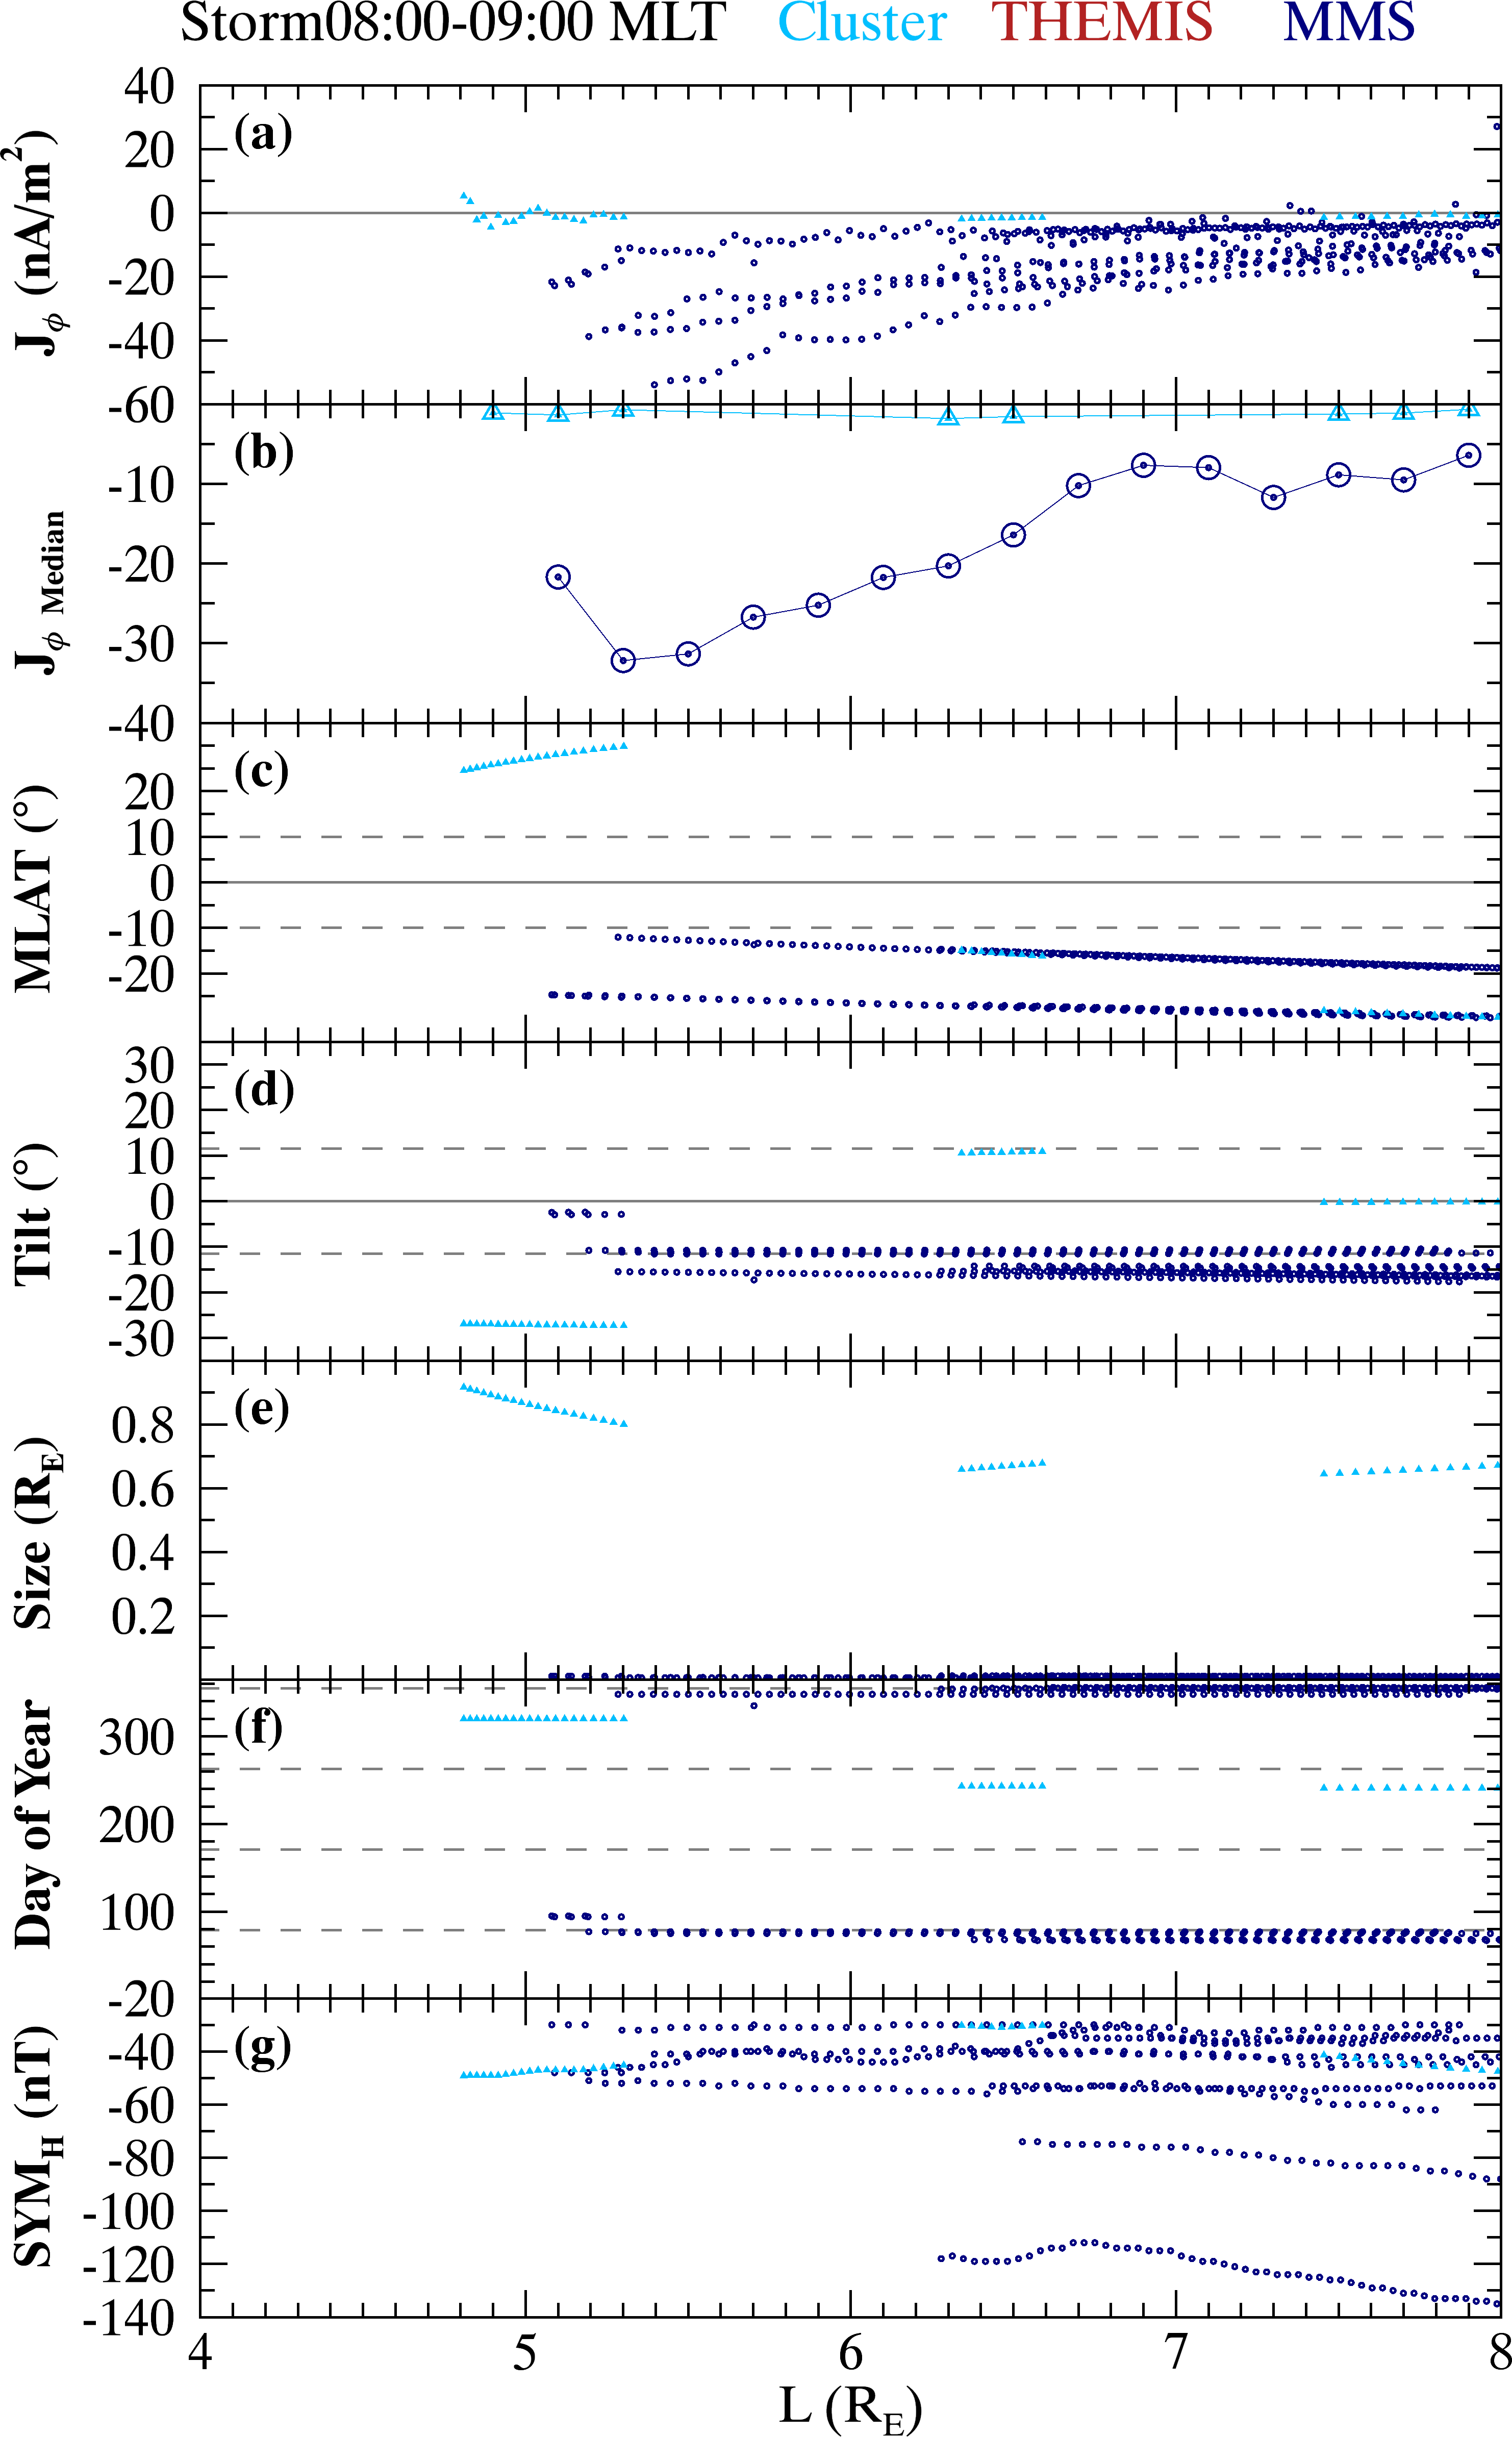 Storm08:00-09:00 MLT Cluster THEMIS MMS
(a)
J𝜙 (nA/m²)
40
20
0
-20
-40
-60
(b)
J𝜙 Median
-10
-20
-30
-40
(c)
MLAT (°)
20
10
0
-10
-20
(d)
Tilt (°)
30
20
10
0
-10
-20
-30
(e)
Size (R_E)
0.8
0.6
0.4
0.2
(f)
Day of Year
300
200
100
(g)
SYM_H (nT)
-20
-40
-60
-80
-100
-120
-140
4 5 6 7 8
L (R_E)